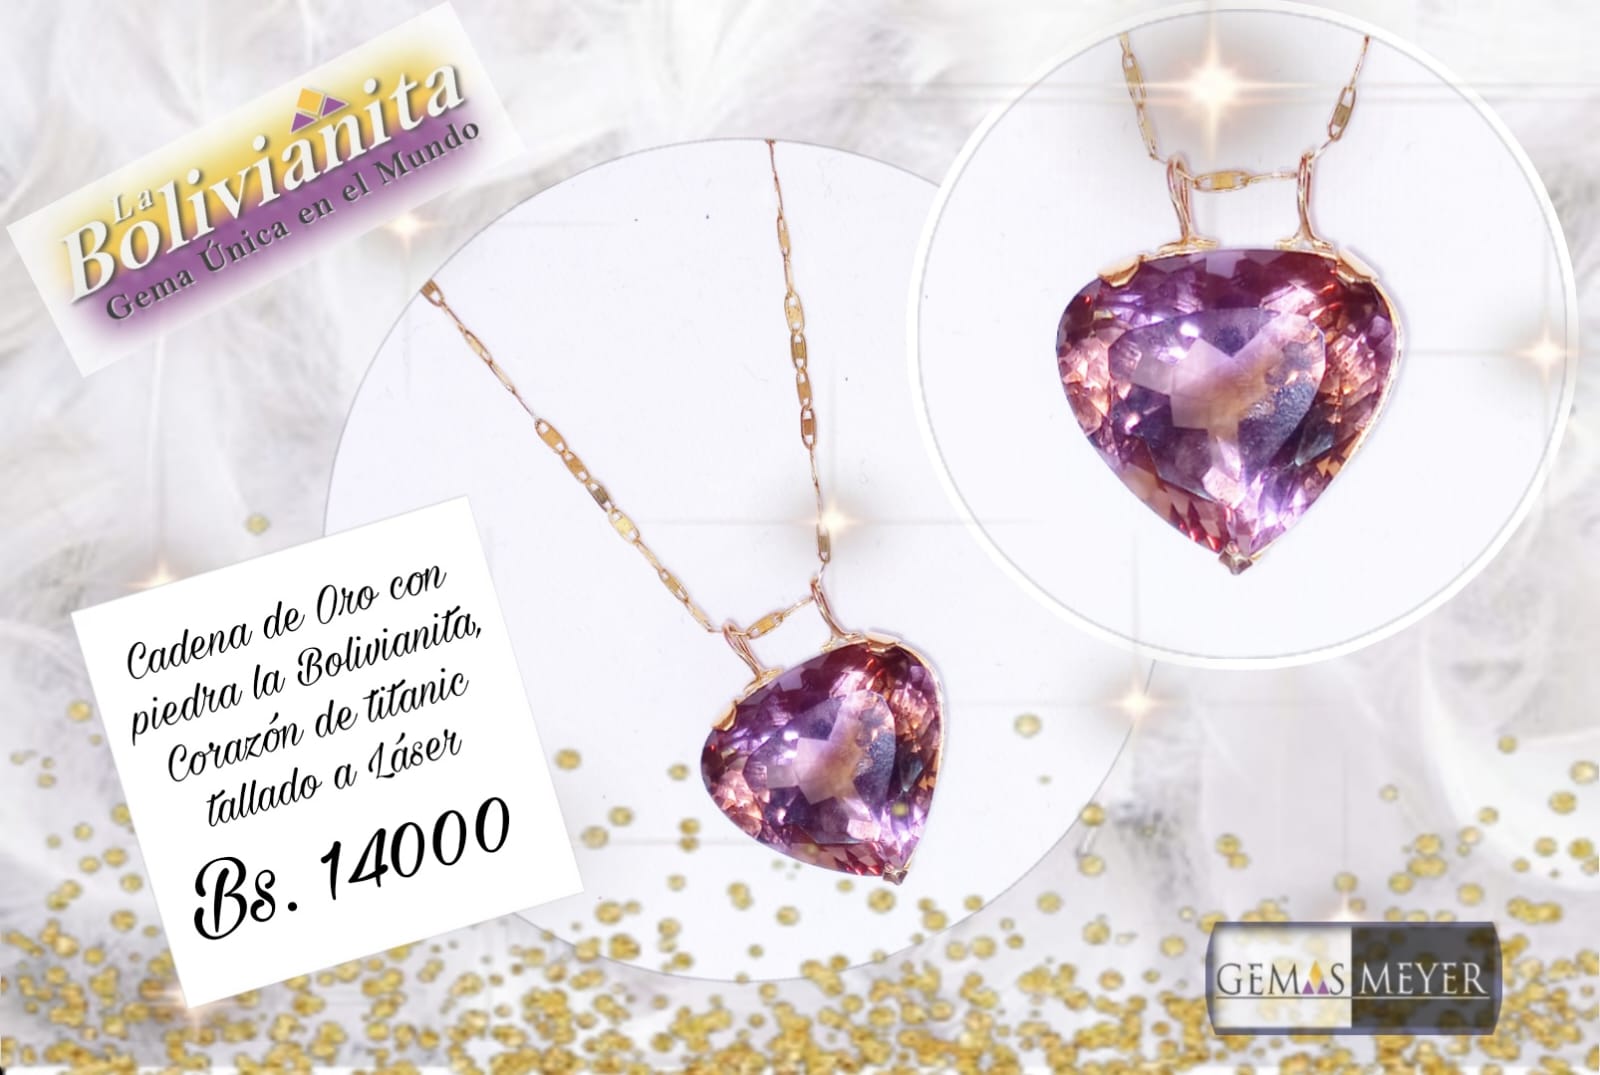 La
Bolivianita
Gema Única en el Mundo
Cadena de Oro con
piedra la Bolivianita,
Corazón de titanic
tallado a Láser
Bs. 14000
GEMAS MEYER